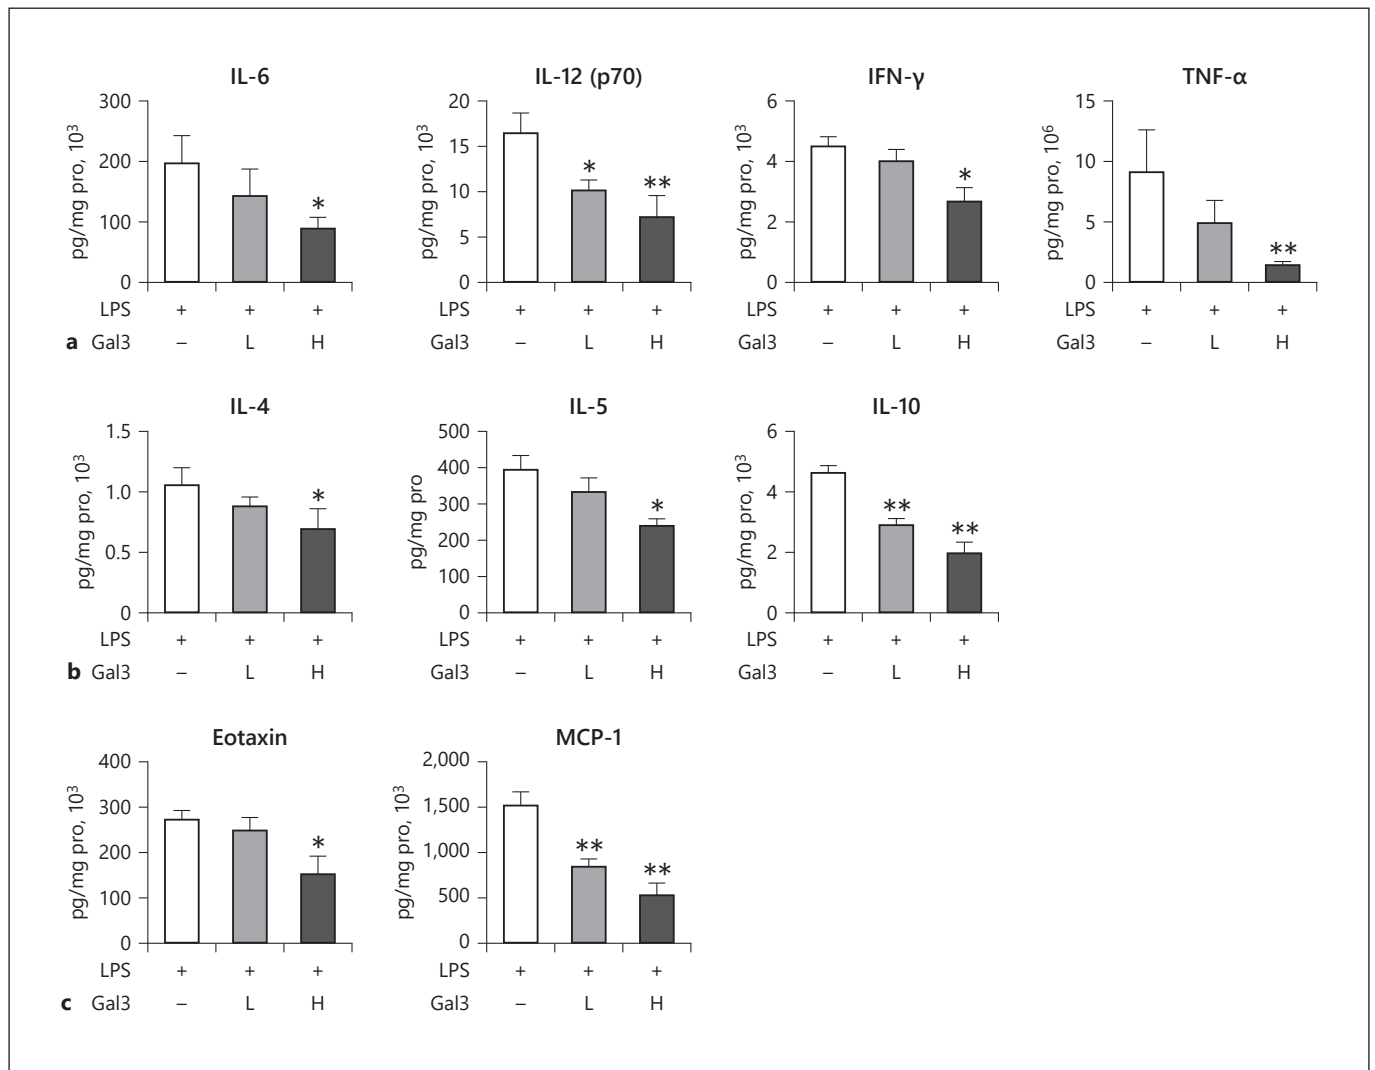 IL-6 IL-12 (p70) IFN-γ TNF-α
300 20 6 15
200 15 4 10
100 10 2 5
0 5 0 0
0
pg/mg pro, 10³ pg/mg pro, 10³ pg/mg pro, 10³ pg/mg pro, 10⁶
* * ** * **
LPS + + + LPS + + + LPS + + + LPS + + +
a Gal3 – L H Gal3 – L H Gal3 – L H Gal3 – L H
IL-4 IL-5 IL-10
1.5 500 6
1.0 400 4
0.5 300 2
0 200 0
100
0
pg/mg pro, 10³ pg/mg pro pg/mg pro, 10³
* * ** **
LPS + + + LPS + + + LPS + + +
b Gal3 – L H Gal3 – L H Gal3 – L H
Eotaxin MCP-1
400 2,000
300 1,500
200 1,000
100 500
0 0
pg/mg pro, 10³ pg/mg pro, 10³
* ** **
LPS + + + LPS + + +
c Gal3 – L H Gal3 – L H